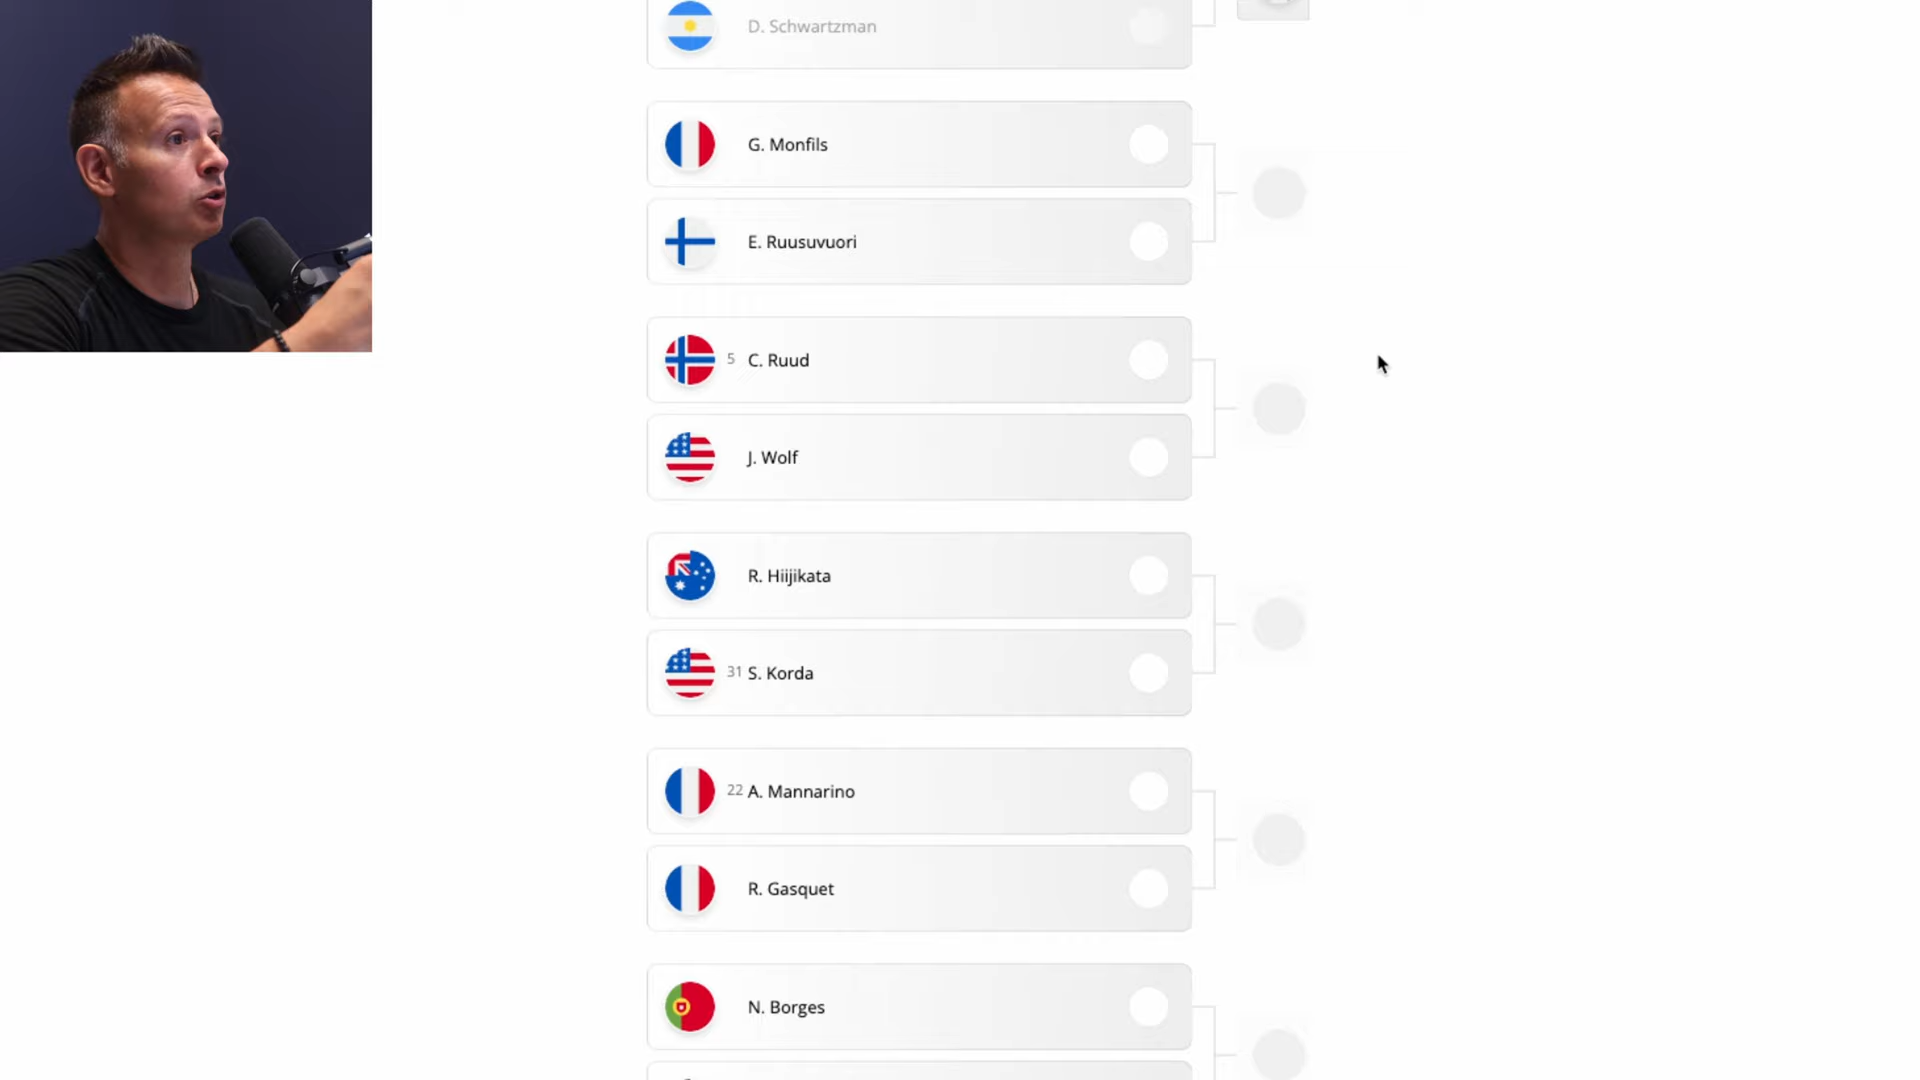 D. Schwartzman
G. Monfils
E. Ruusuvuori
5 C. Ruud
J. Wolf
R. Hiijikata
31 S. Korda
22 A. Mannarino
R. Gasquet
N. Borges